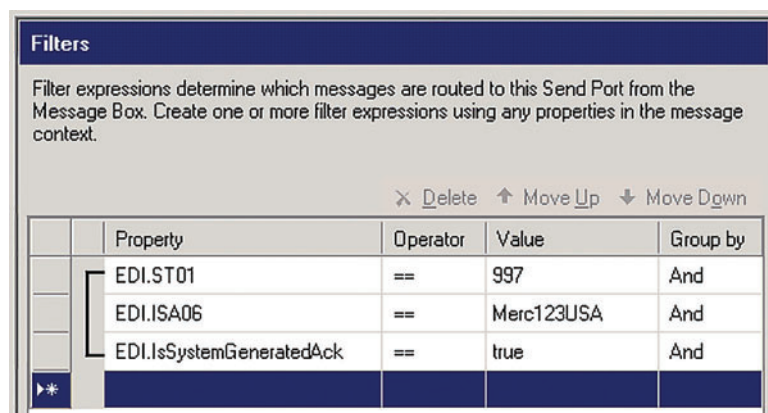 Filters
Filter expressions determine which messages are routed to this Send Port from the
Message Box. Create one or more filter expressions using any properties in the message
context.
Delete Move Up Move Down
Property Operator Value Group by
EDI.ST01 == 997 And
EDI.ISA06 == Merc123USA And
EDI.IsSystemGeneratedAck == true And